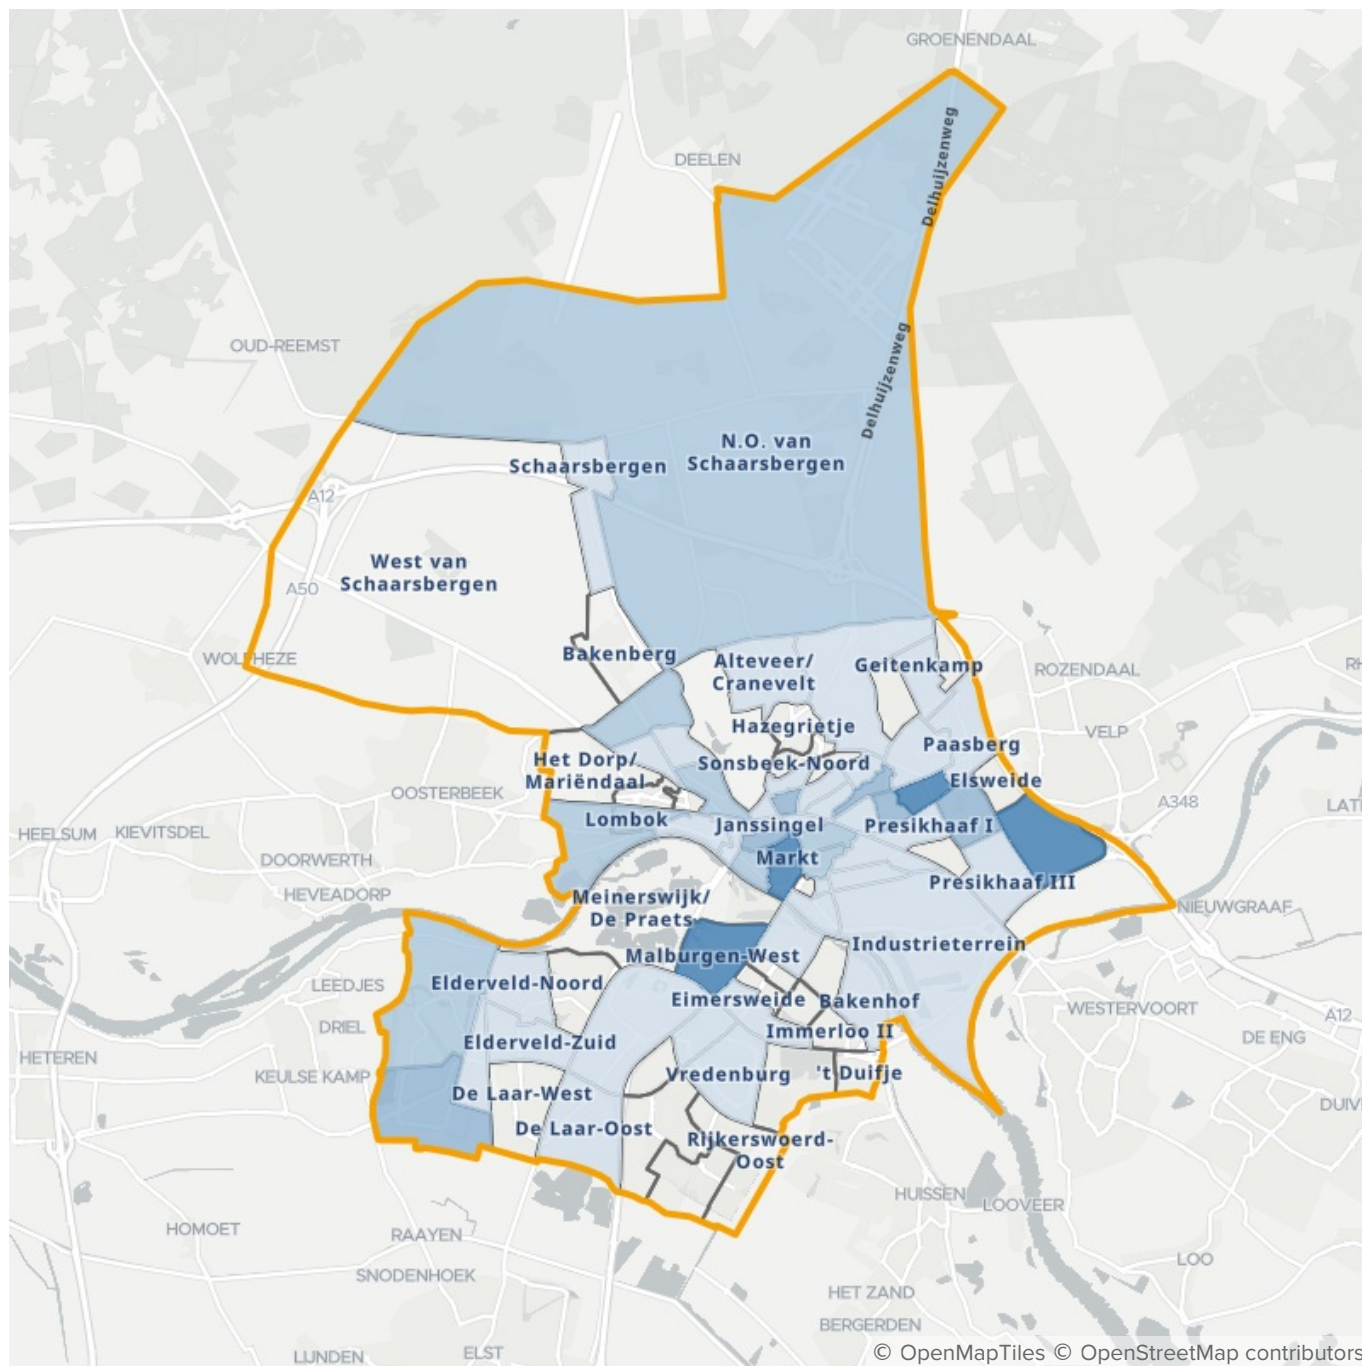 GROENENDAAL
Delhuijzenweg
DEELEN
OUD-REEMST
Delhuijzenweg
N.O. van
Schaarsbergen
Schaarsbergen
A12
West van
Schaarsbergen
A50
WOLFHEZE
Bakenberg
Alteveer/
Cranevelt
Geitenkamp
ROZENDAAL
Hazegrietje
VELP
Paasberg
Het Dorp/
Mariëndaal
Sonsbeek-Noord
Elsweide
OOSTERBEEK
A348
Lombok
Janssingel
Presikhaaf I
HEELSUM
KIEVITSDEL
DOORWERTH
Markt
Presikhaaf III
HEVEADORP
Meinerswijk/
De Praets
NIEUWGRAAF
Industrieterrein
Malburgen-West
LEEDJES
Elderveld-Noord
Eimersweide
Bakenhof
WESTERVOORT
A12
DRIEL
Immerloo II
DE ENG
Elderveld-Zuid
HETEREN
KEULSE KAMP
Vredenburg
't Duifje
De Laar-West
De Laar-Oost
Rijkerswoerd-
Oost
HUISSEN
LOOVEER
HOMOET
RAAYEN
LOO
SNODENHOEK
HET ZAND
BERGERDEN
LUNDEN
ELST
© OpenMapTiles © OpenStreetMap contributors